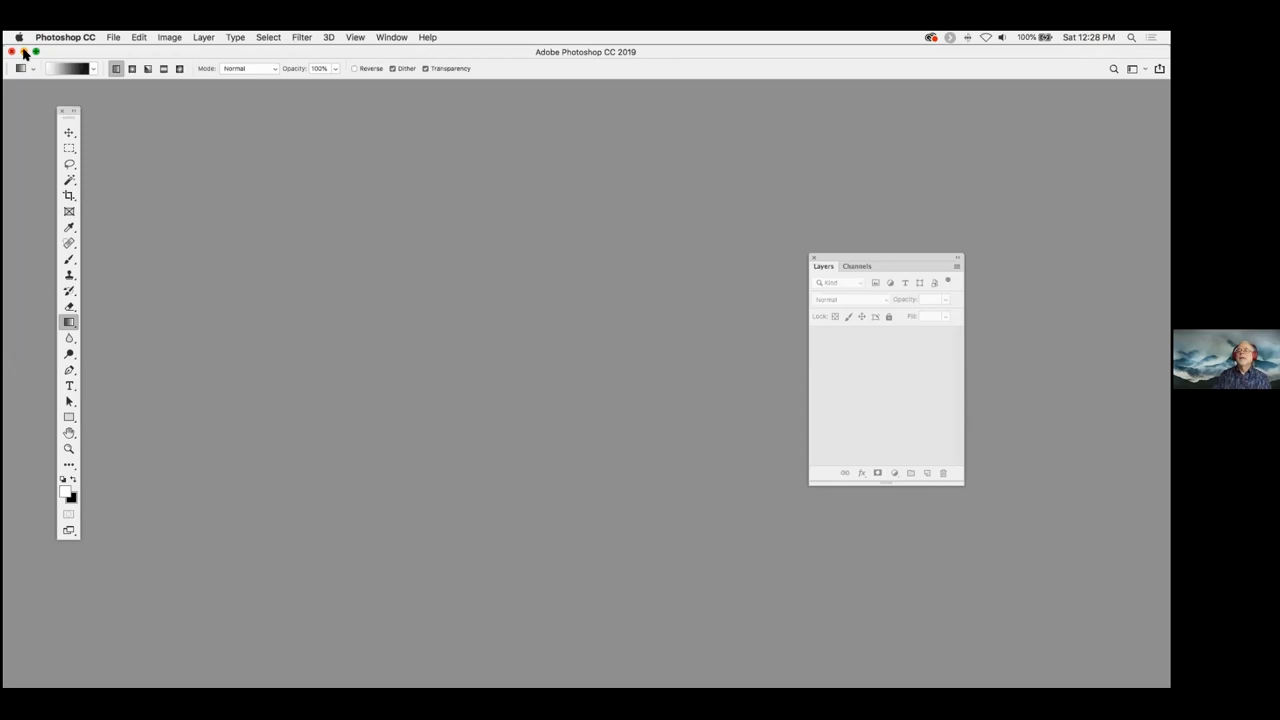 Photoshop CC File Edit Image Layer Type Select Filter 3D View Window Help 100% Sat 12:28 PM
Adobe Photoshop CC 2019
Mode: Normal Opacity: 100% Reverse Dither Transparency
Layers Channels
Kind T
Normal Opacity:
Lock: Fill:
T
fx